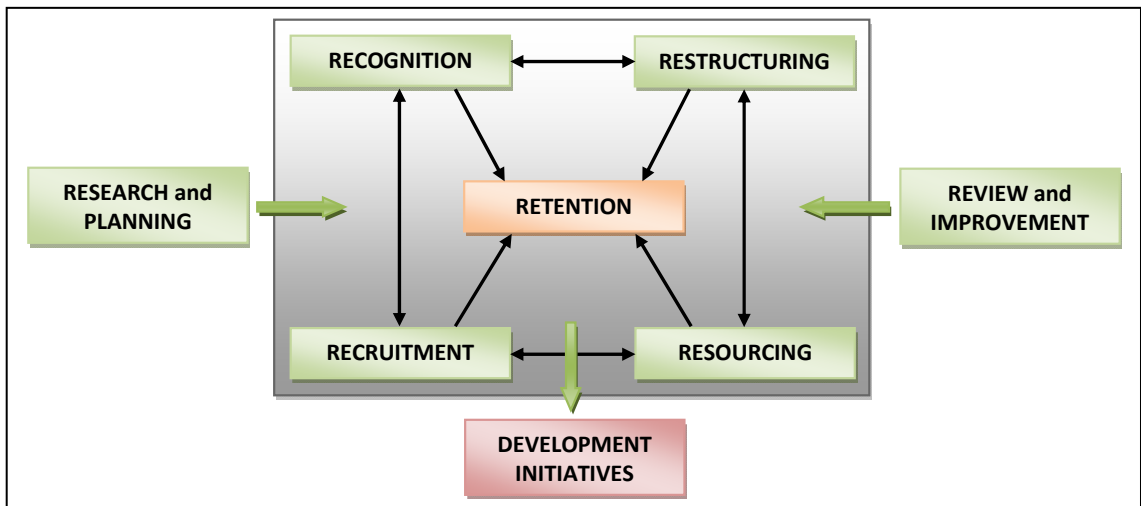 RECOGNITION
RESTRUCTURING
RESEARCH and
PLANNING
RETENTION
REVIEW and
IMPROVEMENT
RECRUITMENT
RESOURCING
DEVELOPMENT
INITIATIVES